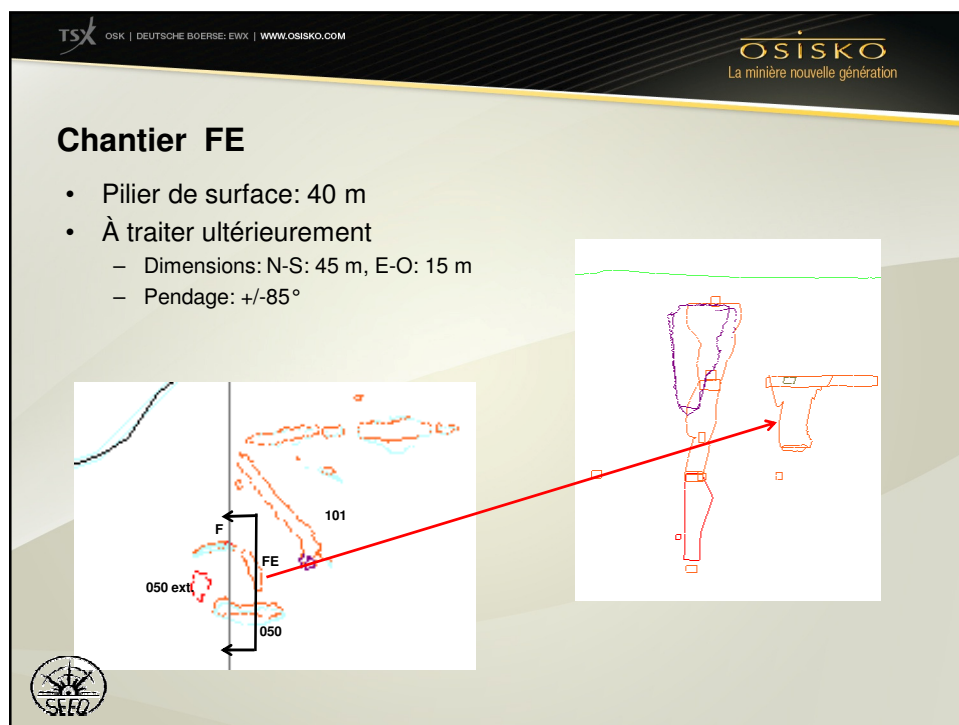 TSX OSK | DEUTSCHE BOERSE: EWX | WWW.OSISKO.COM
OSISKO
La minière nouvelle génération
Chantier FE
• Pilier de surface: 40 m
• À traiter ultérieurement
– Dimensions: N-S: 45 m, E-O: 15 m
– Pendage: +/-85°
101
F
FE
050 ext.
050
SEEQ